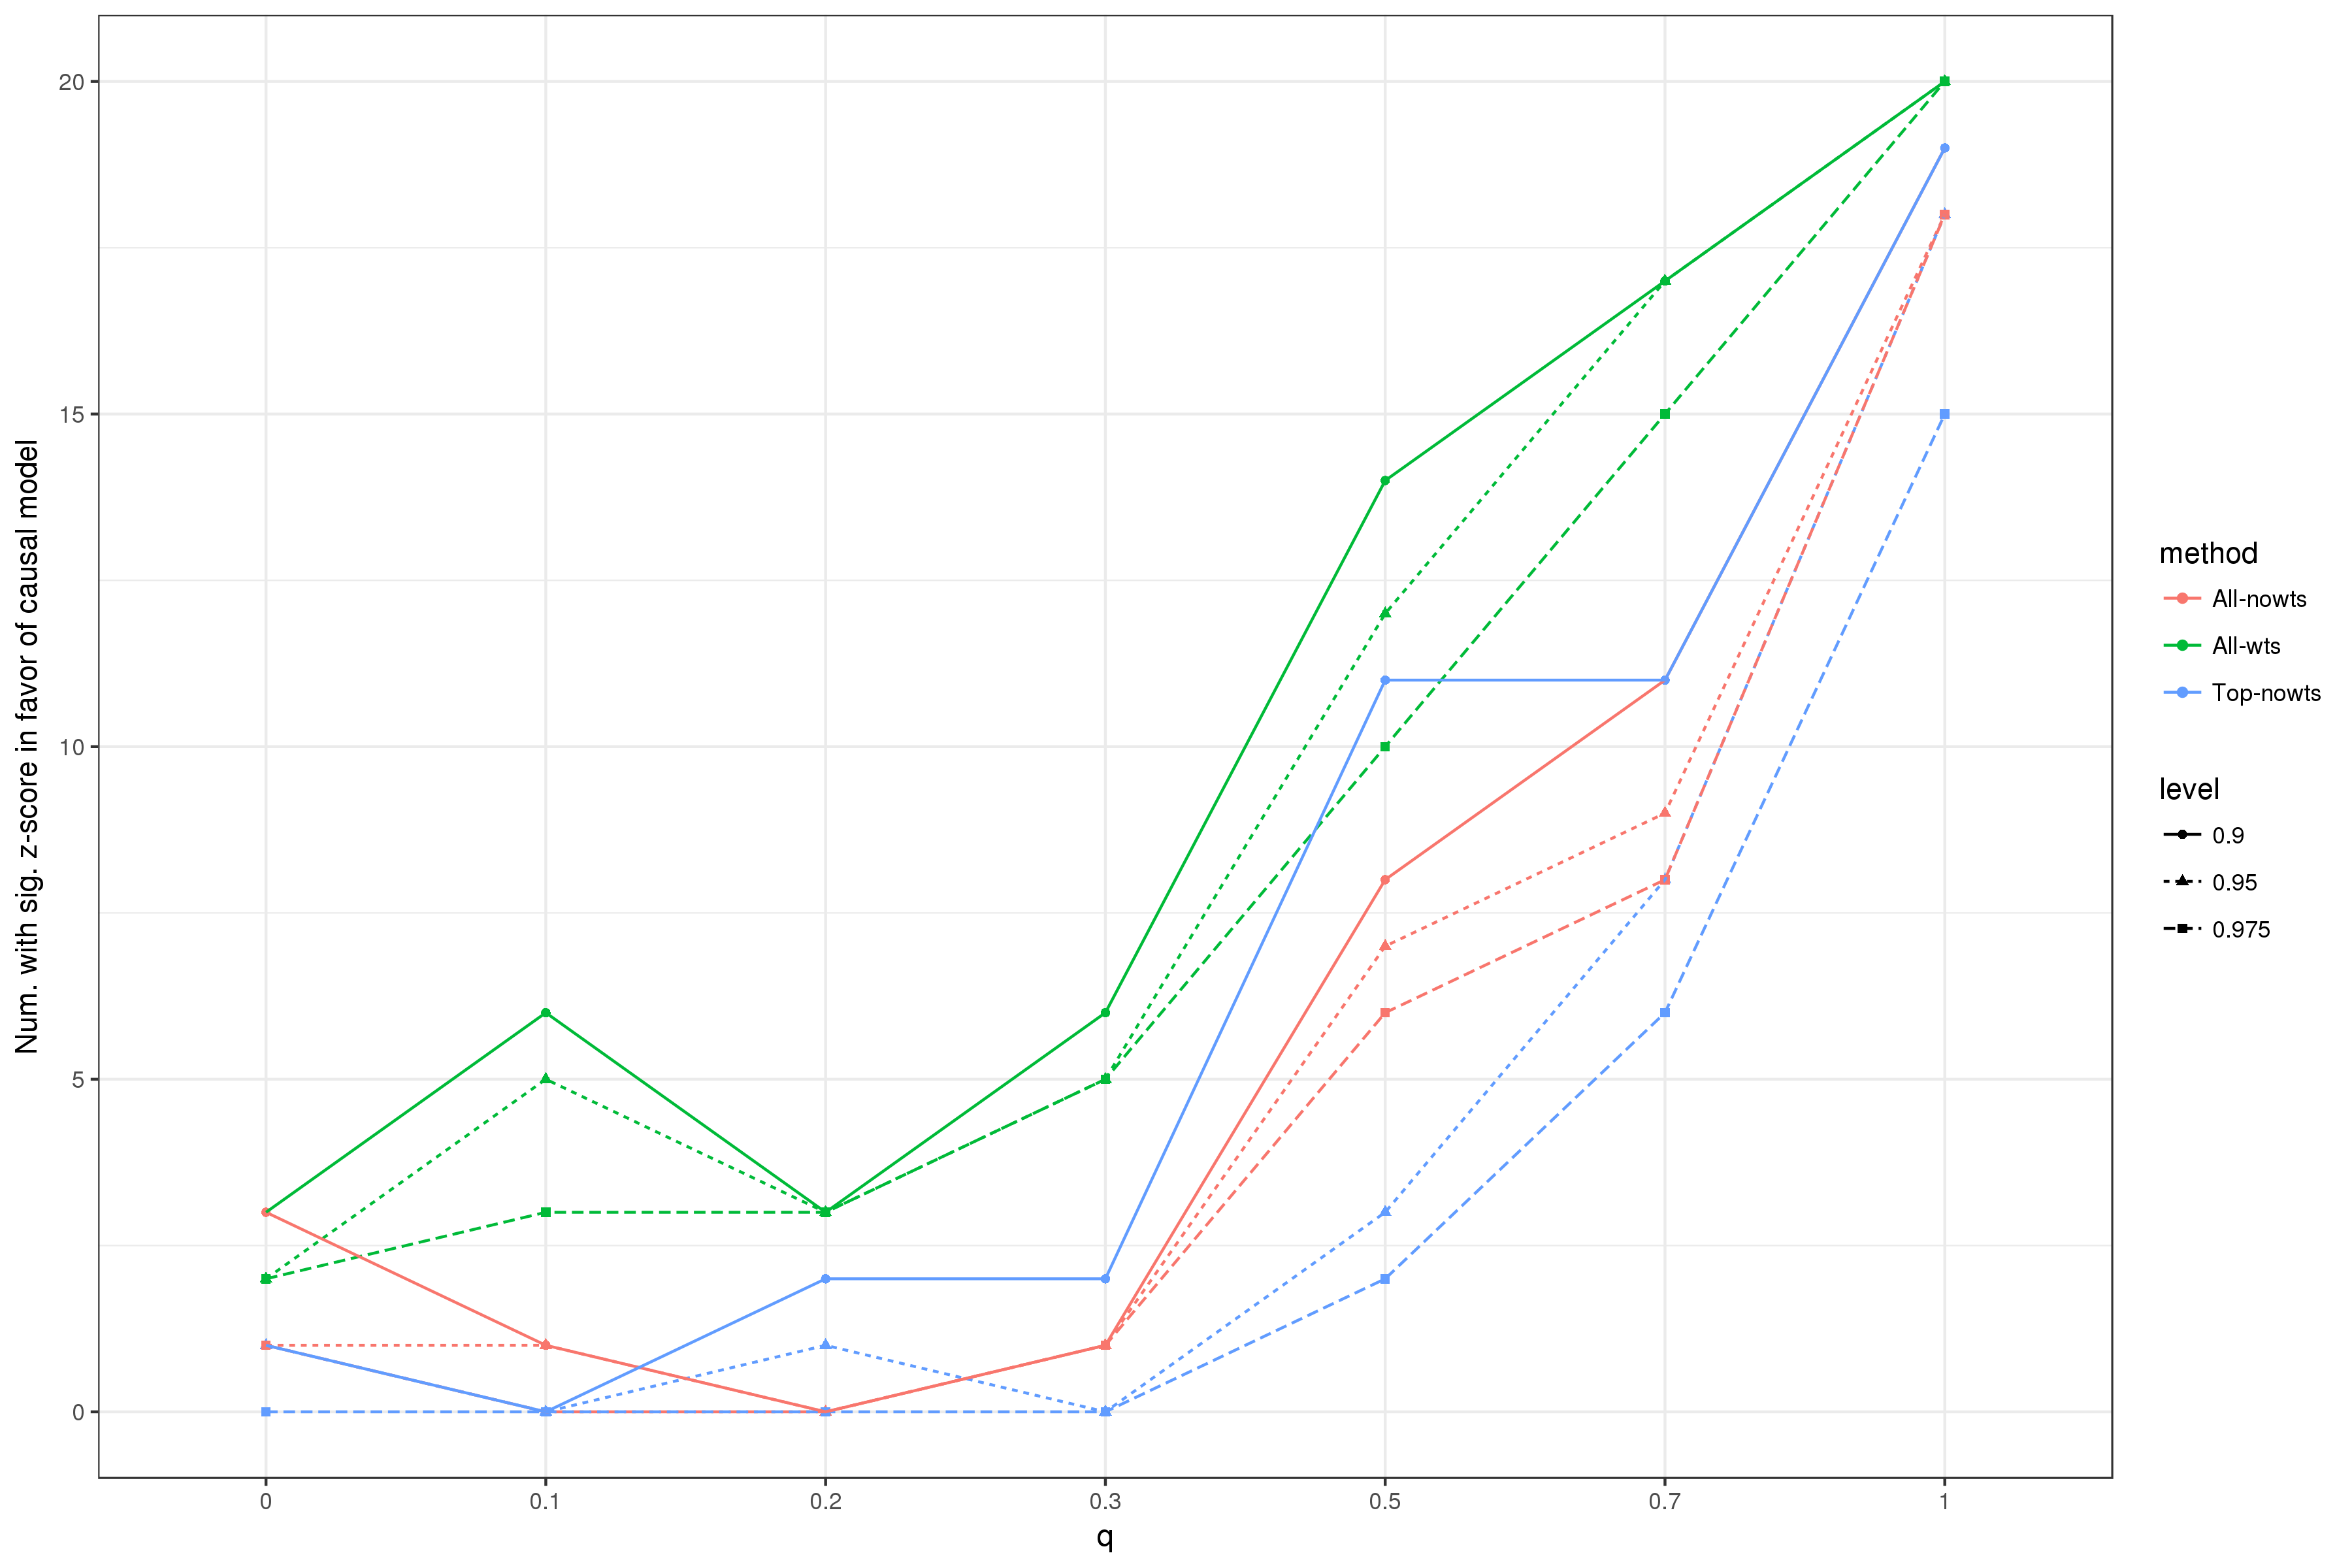 Num. with sig. z-score in favor of causal model
20
15
10
5
0
0 0.1 0.2 0.3 0.5 0.7 1
q
method
All-nowts
All-wts
Top-nowts
level
0.9
0.95
0.975